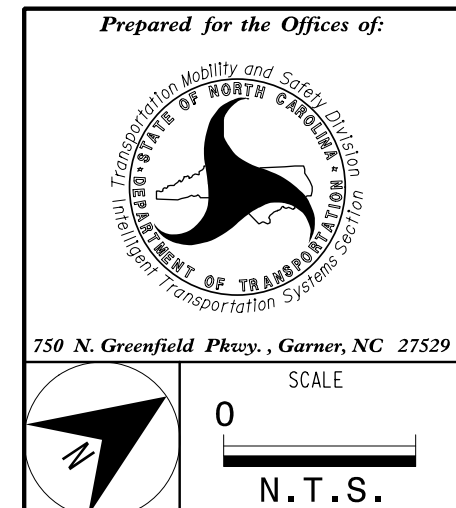 Prepared for the Offices of:
Transportation Mobility and Safety Division
STATE OF NORTH CAROLINA
DEPARTMENT OF TRANSPORTATION
Intelligent Transportation Systems Section
750 N. Greenfield Pkwy. , Garner, NC 27529
SCALE
0
N
N.T.S.